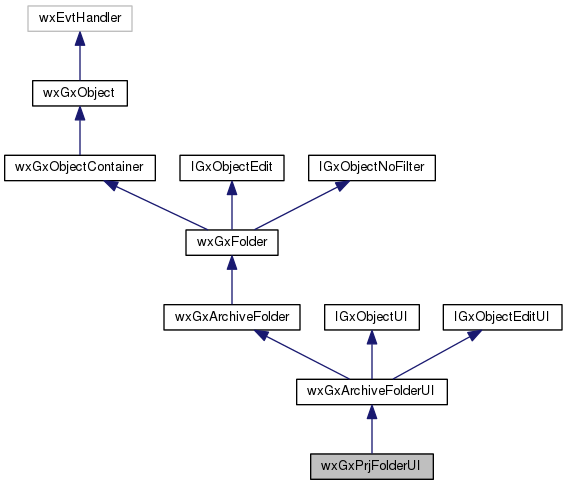 wxEvtHandler
wxGxObject
wxGxObjectContainer
IGxObjectEdit
IGxObjectNoFilter
wxGxFolder
wxGxArchiveFolder
IGxObjectUI
IGxObjectEditUI
wxGxArchiveFolderUI
wxGxPrjFolderUI